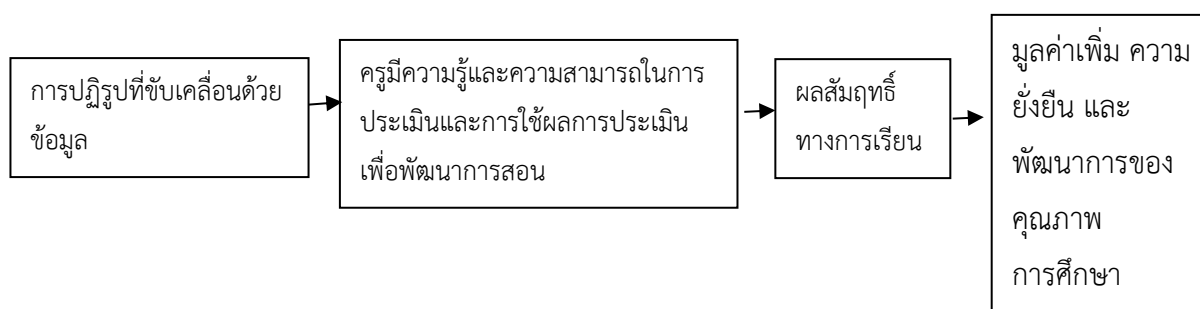 การปฏิรูปที่ขับเคลื่อนด้วย
ข้อมูล
ครูมีความรู้และความสามารถในการ
ประเมินและการใช้ผลการประเมิน
เพื่อพัฒนาการสอน
ผลสัมฤทธิ์
ทางการเรียน
มูลค่าเพิ่ม ความ
ยั่งยืน และ
พัฒนาการของ
คุณภาพ
การศึกษา